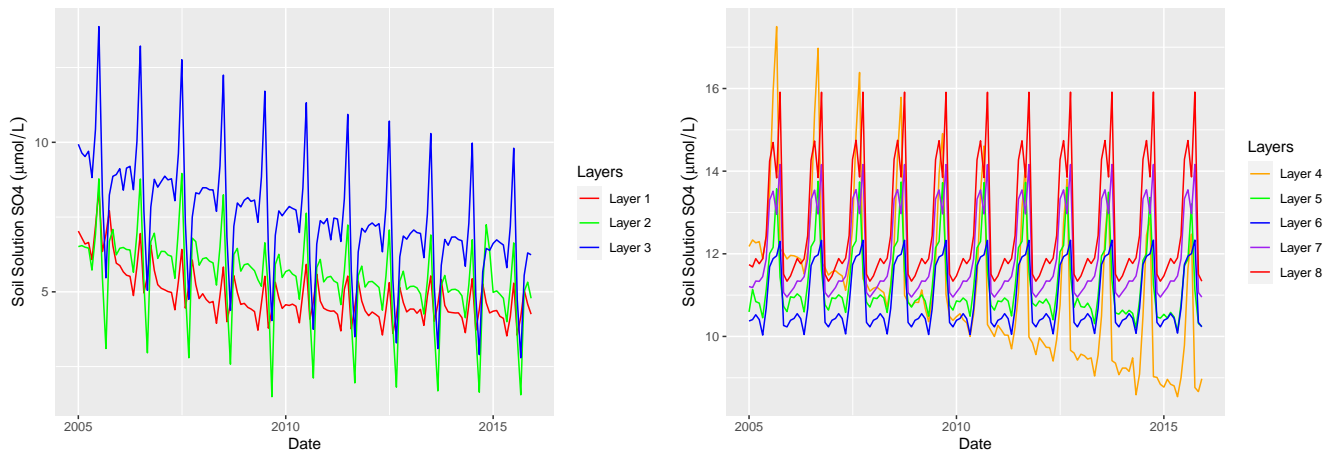 Soil Solution SO4 (μmol/L)
10
5
2005
2010
2015
Date
Layers
Layer 1
Layer 2
Layer 3
Soil Solution SO4 (μmol/L)
16
14
12
10
2005
2010
2015
Date
Layers
Layer 4
Layer 5
Layer 6
Layer 7
Layer 8